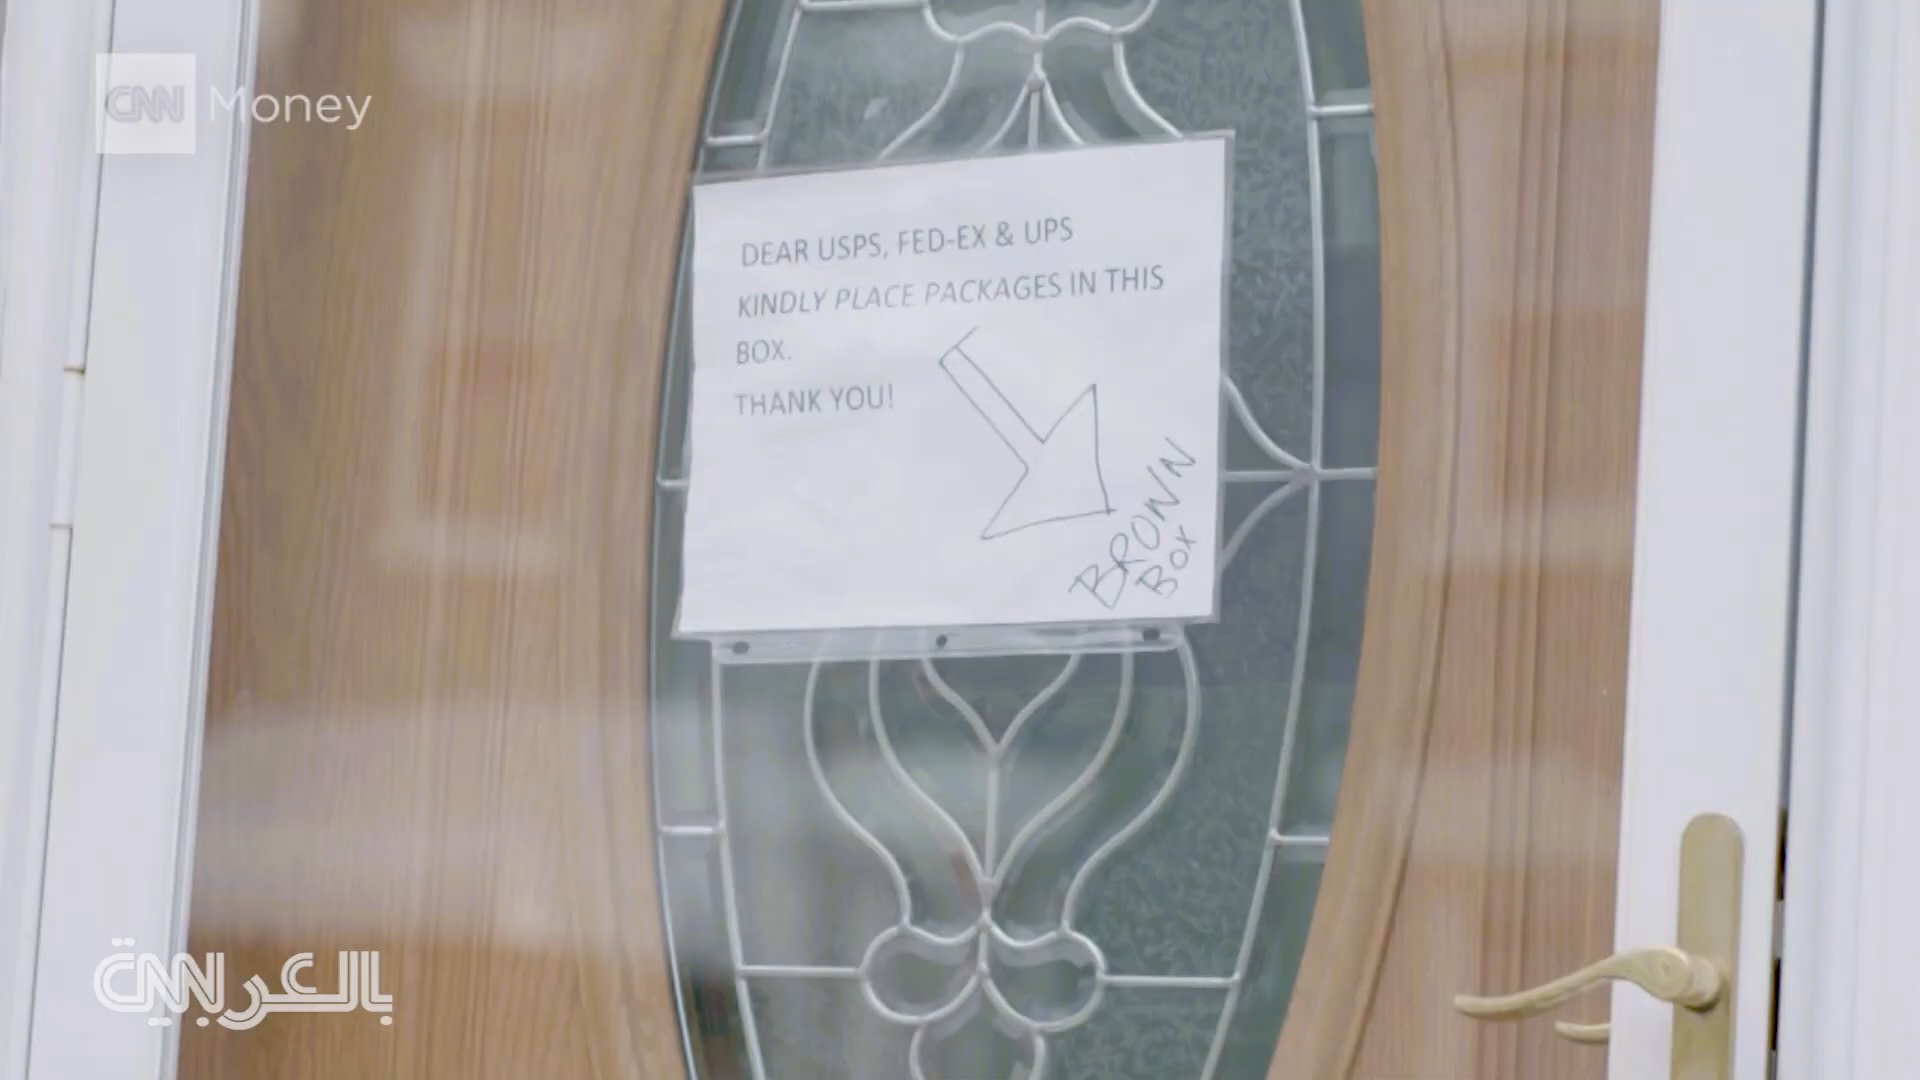 CNN Money
DEAR USPS, FED-EX & UPS
KINDLY PLACE PACKAGES IN THIS
BOX.
THANK YOU!
BROWN
BOX
CNN بالعربية